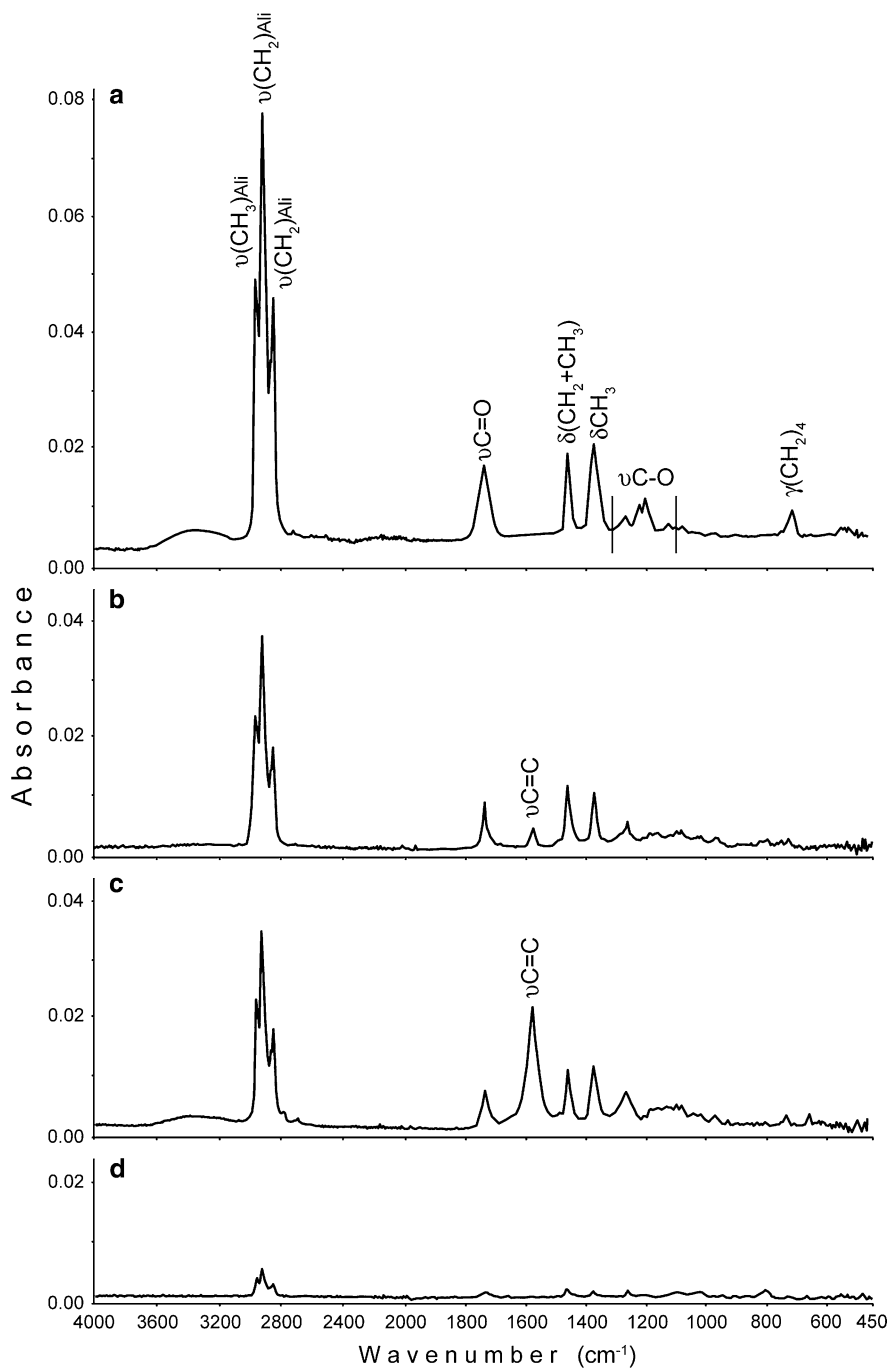 a
υ(CH₂)Ali
υ(CH₃)Ali
υ(CH₂)Ali
υC=O
δ(CH₂+CH₃)
δCH₃
υC-O
γ(CH₂)₄
0.08
0.06
0.04
0.02
0.00
b
υC=C
0.04
0.02
0.00
c
υC=C
0.04
0.02
0.00
d
0.02
0.00
Absorbance
4000 3600 3200 2800 2400 2000 1800 1600 1400 1200 1000 800 600 450
Wavenumber (cm⁻¹)